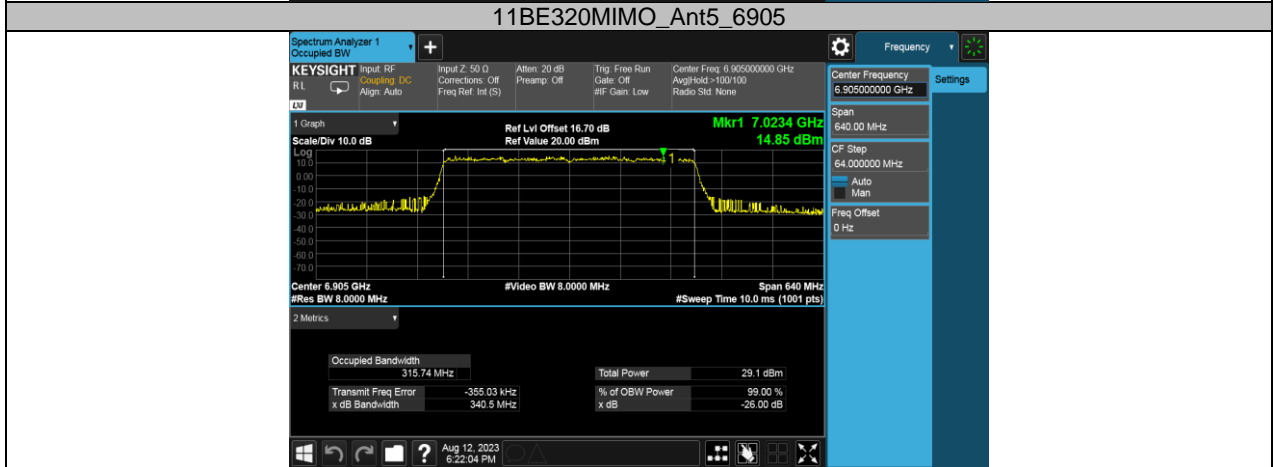 11BE320MIMO_Ant5_6905
Spectrum Analyzer 1
Occupied BW
+
Frequency
KEYSIGHT
RL
LXI
Input: RF
Coupling: DC
Align: Auto
Input Z: 50 Ω
Corrections: Off
Freq Ref: Int (S)
Atten: 20 dB
Preamp: Off
Trig: Free Run
Gate: Off
#IF Gain: Low
Center Freq: 6.905000000 GHz
Avg|Hold:>100/100
Radio Std: None
Center Frequency
6.905000000 GHz
Settings
Span
640.00 MHz
CF Step
64.000000 MHz
Auto
Man
Freq Offset
0 Hz
1 Graph
Scale/Div 10.0 dB
Ref Lvl Offset 16.70 dB
Ref Value 20.00 dBm
Mkr1 7.0234 GHz
14.85 dBm
Log
10.0
0.00
-10.0
-20.0
-30.0
-40.0
-50.0
-60.0
-70.0
1
Center 6.905 GHz
#Video BW 8.0000 MHz
Span 640 MHz
#Res BW 8.0000 MHz
#Sweep Time 10.0 ms (1001 pts)
2 Metrics
Occupied Bandwidth
315.74 MHz
Total Power 29.1 dBm
Transmit Freq Error -355.03 kHz
% of OBW Power 99.00 %
x dB Bandwidth 340.5 MHz
x dB -26.00 dB
?
Aug 12, 2023
6:22:04 PM